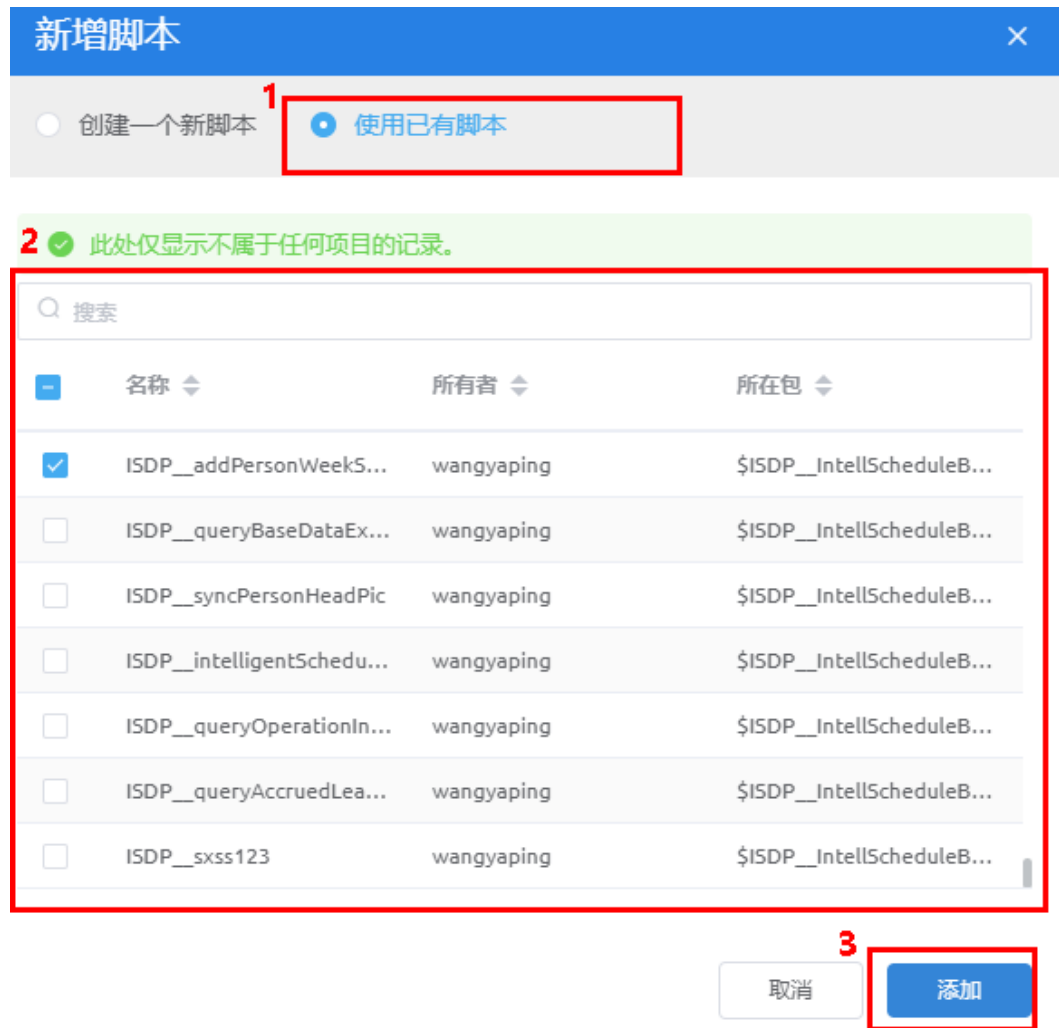 新增脚本
1
创建一个新脚本 使用已有脚本
2 此处仅显示不属于任何项目的记录。
搜索
名称 所有者 所在包
ISDP__addPersonWeekS... wangyaping $ISDP__IntellScheduleB...
ISDP__queryBaseDataEx... wangyaping $ISDP__IntellScheduleB...
ISDP__syncPersonHeadPic wangyaping $ISDP__IntellScheduleB...
ISDP__intelligentSchedu... wangyaping $ISDP__IntellScheduleB...
ISDP__queryOperationIn... wangyaping $ISDP__IntellScheduleB...
ISDP__queryAccruedLea... wangyaping $ISDP__IntellScheduleB...
ISDP__sxss123 wangyaping $ISDP__IntellScheduleB...
3
取消 添加